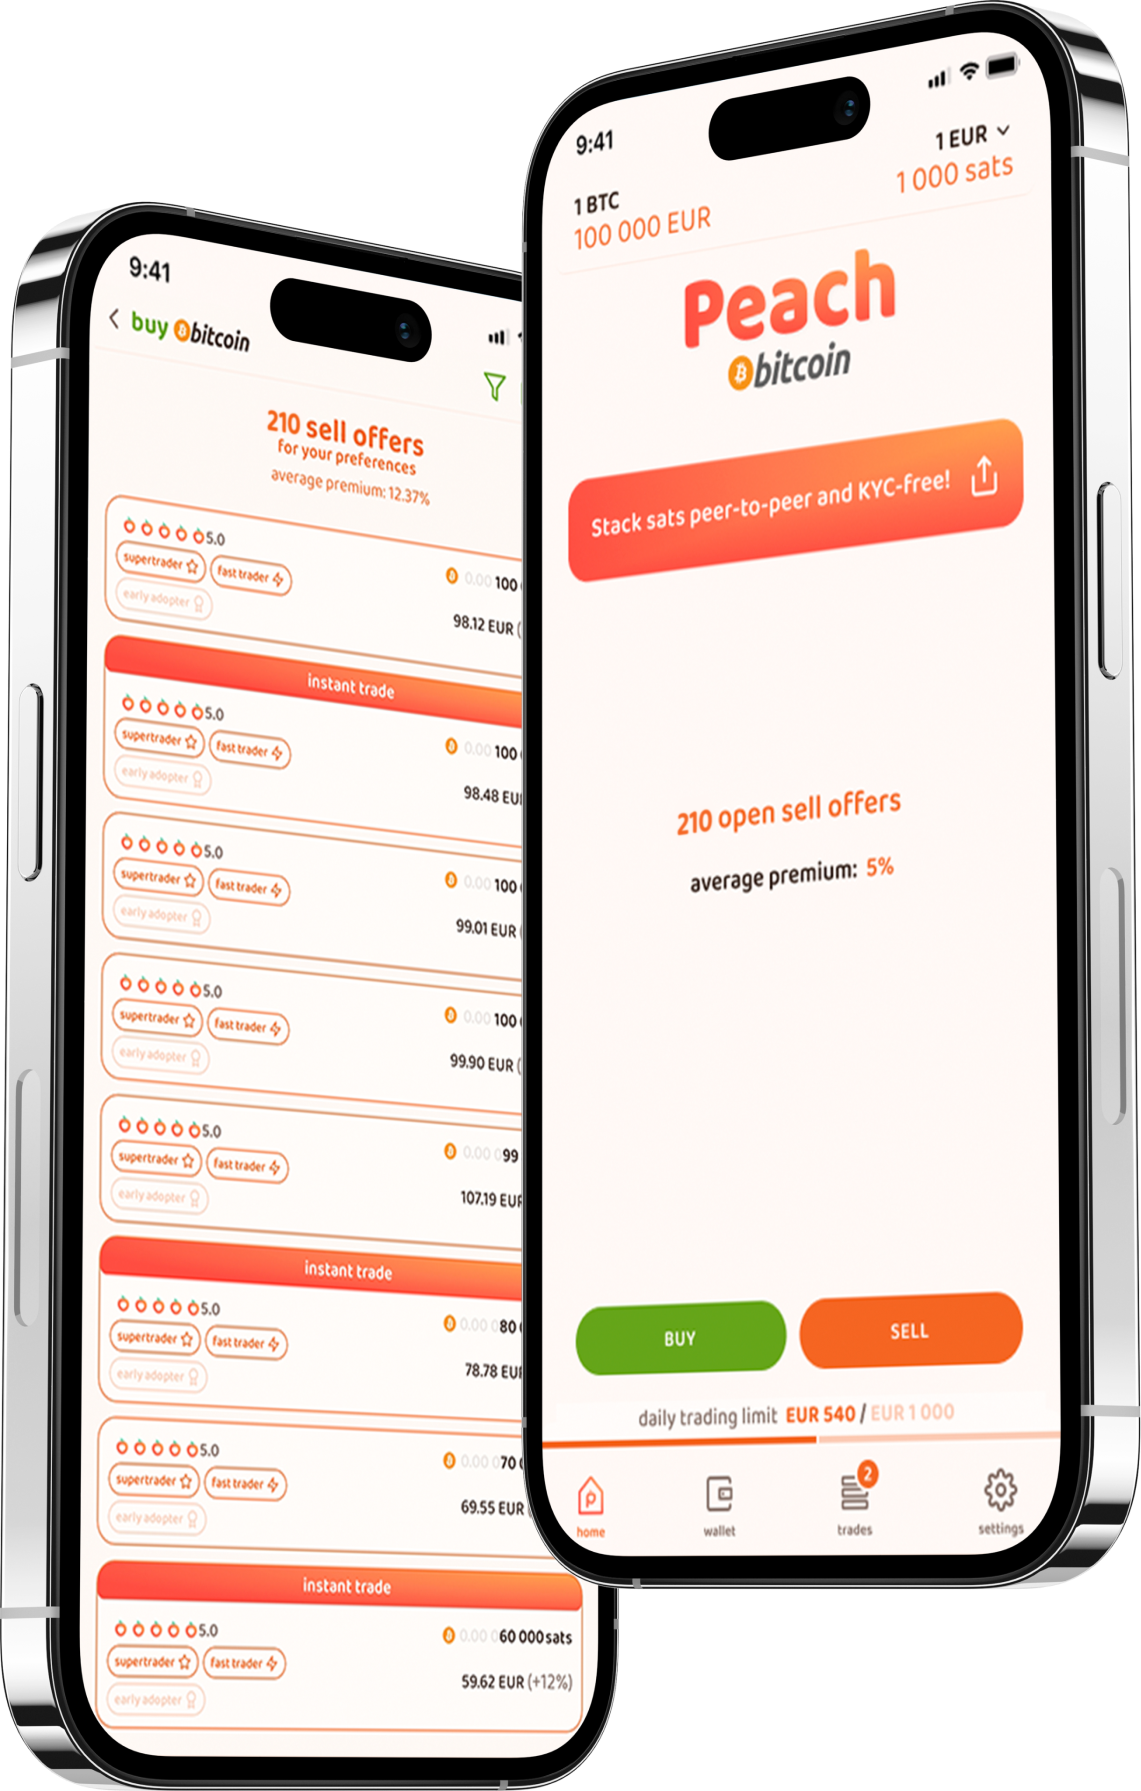 9:41
buy bitcoin
210 sell offers
for your preferences
average premium: 12.37%
5.0
supertrader
fast trader
early adopter
0.00 100
98.12 EUR (
instant trade
5.0
supertrader
fast trader
early adopter
0.00 100
98.48 EUR
5.0
supertrader
fast trader
early adopter
0.00 100
99.01 EUR
5.0
supertrader
fast trader
early adopter
0.00 100
99.90 EUR (
5.0
supertrader
fast trader
early adopter
0.00 099
107.19 EUR
instant trade
5.0
supertrader
fast trader
early adopter
0.00 080
78.78 EUR
5.0
supertrader
fast trader
early adopter
0.00 070
69.55 EUR
instant trade
5.0
supertrader
fast trader
early adopter
0.00 060 000 sats
59.62 EUR (+12%)
9:41
1 BTC
100 000 EUR
1 EUR
1 000 sats
Peach
bitcoin
Stack sats peer-to-peer and KYC-free!
210 open sell offers
average premium: 5%
BUY
SELL
daily trading limit EUR 540 / EUR 1 000
home
wallet
2
trades
settings